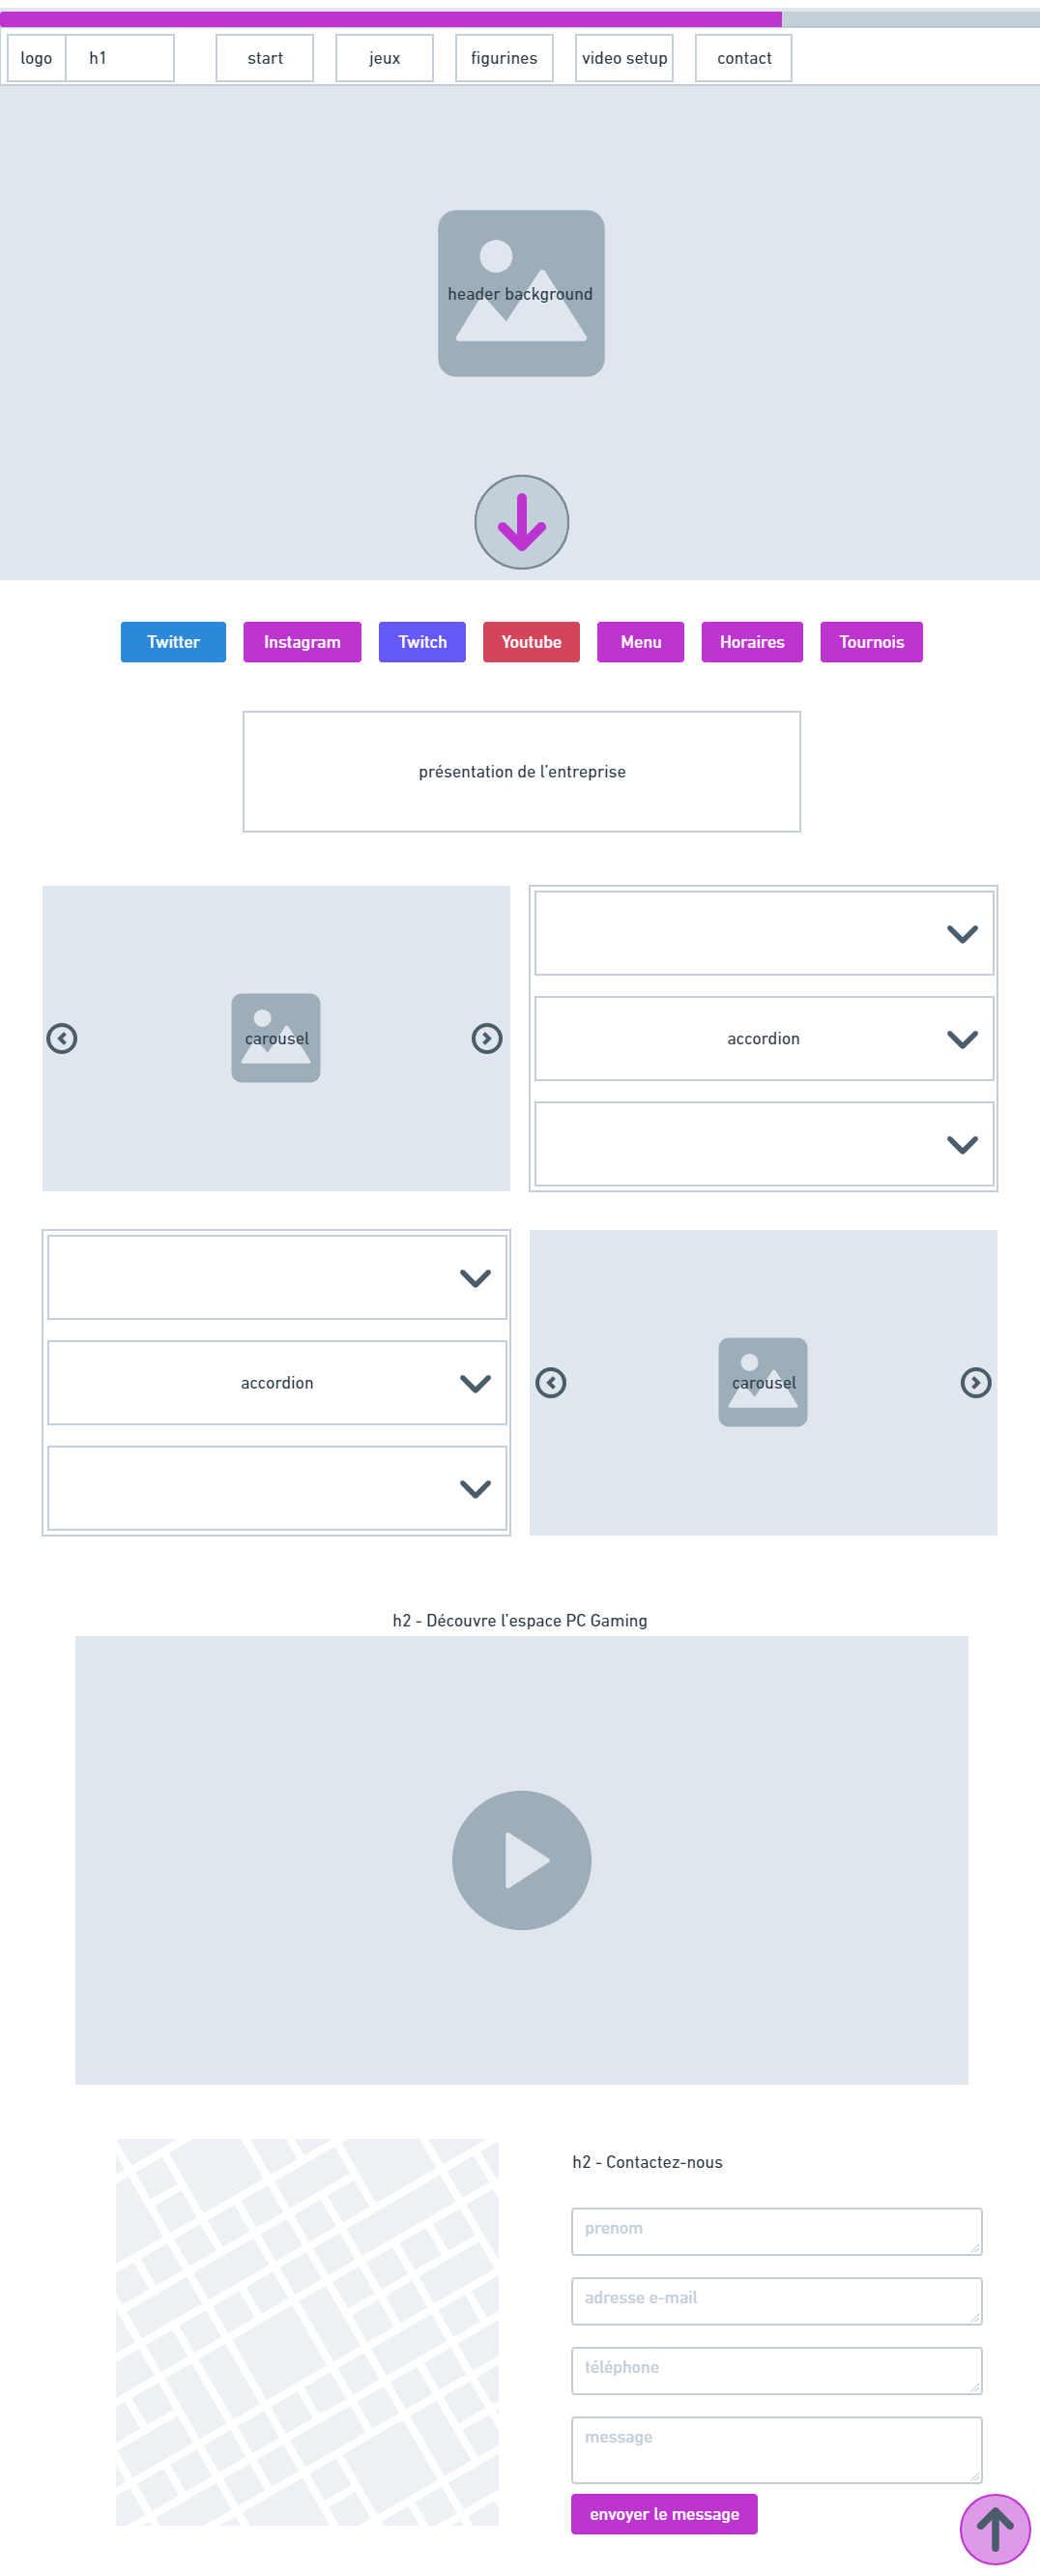 logo h1 start jeux figurines video setup contact
header background
Twitter Instagram Twitch Youtube Menu Horaires Tournois
présentation de l'entreprise
carousel
accordion
accordion
carousel
h2 - Découvre l'espace PC Gaming
h2 - Contactez-nous
prenom
adresse e-mail
téléphone
message
envoyer le message